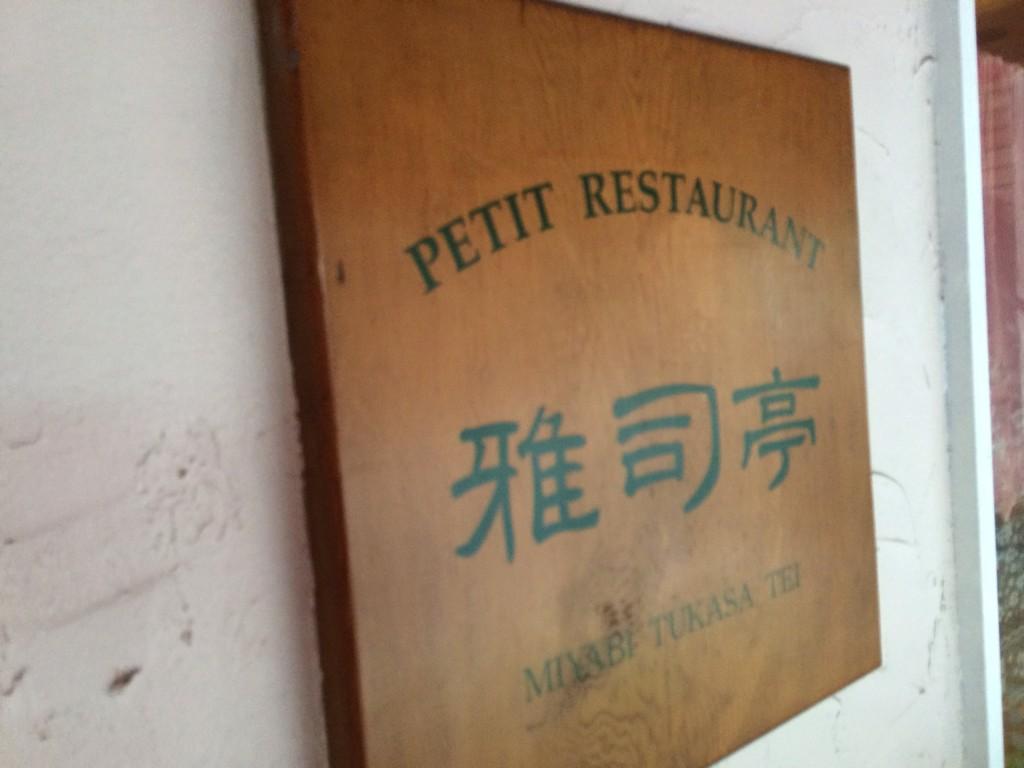 PETIT RESTAURANT
雅司亭
MIYABI TUKASA TEI